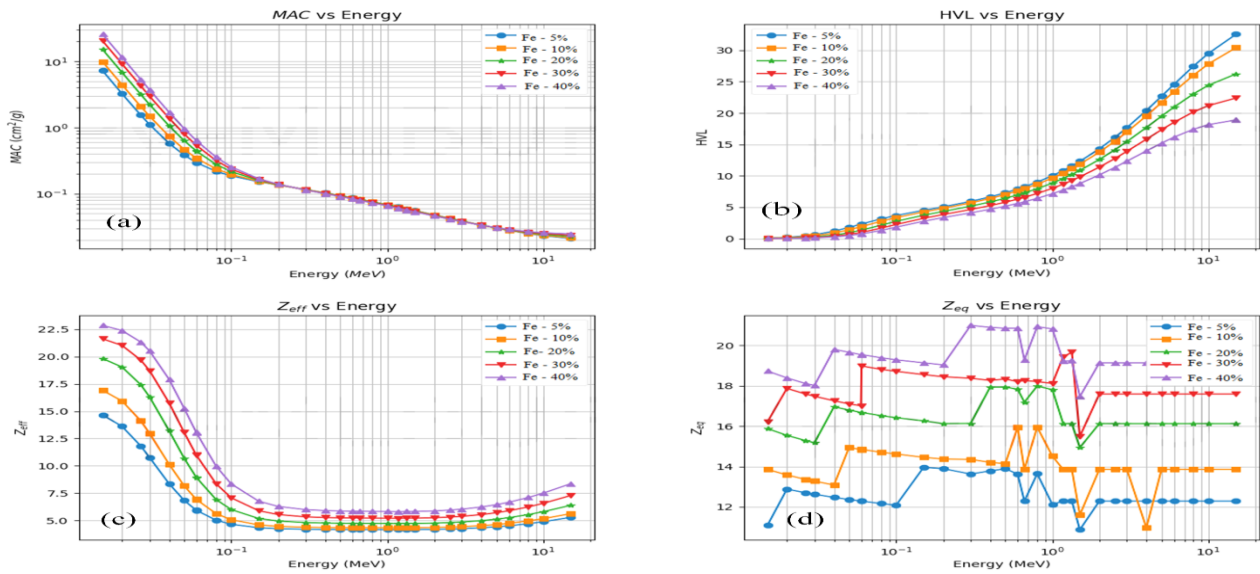 MAC vs Energy
MAC (cm²/g)
10¹
10⁰
10⁻¹
Fe - 5%
Fe - 10%
Fe - 20%
Fe - 30%
Fe - 40%
(a)
10⁻¹
10⁰
10¹
Energy (MeV)
HVL vs Energy
HVL
30
25
20
15
10
5
0
Fe - 5%
Fe - 10%
Fe - 20%
Fe - 30%
Fe - 40%
(b)
10⁻¹
10⁰
10¹
Energy (MeV)
Z_eff vs Energy
Z_eff
22.5
20.0
17.5
15.0
12.5
10.0
7.5
5.0
Fe - 5%
Fe - 10%
Fe- 20%
Fe - 30%
Fe - 40%
(c)
10⁻¹
10⁰
10¹
Energy (MeV)
Z_eq vs Energy
Z_eq
20
18
16
14
12
Fe - 5%
Fe - 10%
Fe - 20%
Fe - 30%
Fe - 40%
(d)
10⁻¹
10⁰
10¹
Energy (MeV)